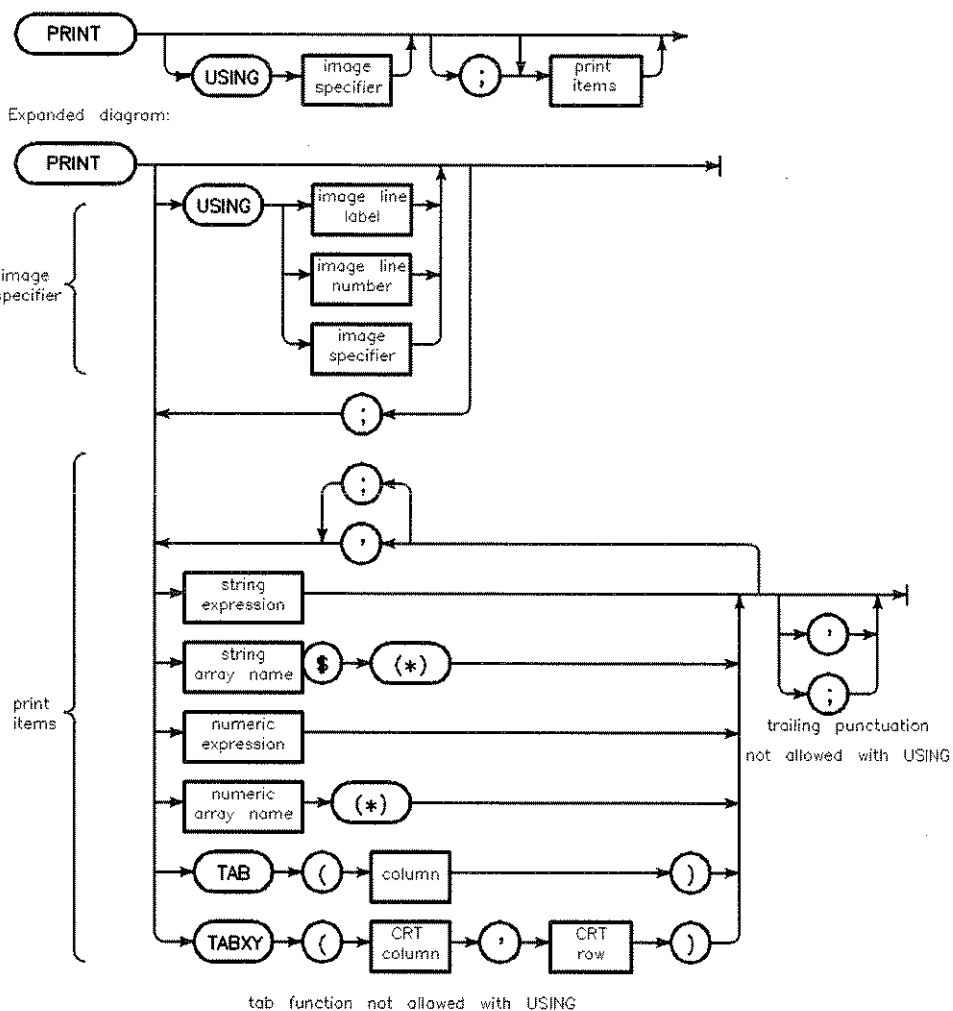 PRINT
USING
image
specifier
;
print
items
Expanded diagram:
PRINT
USING
image line
label
image line
number
image
specifier
image
specifier
;
;
,
string
expression
string
array name
$
(*)
numeric
expression
numeric
array name
(*)
TAB
(
column
)
TABXY
(
CRT
column
,
CRT
row
)
print
items
,
;
trailing punctuation
not allowed with USING
tab function not allowed with USING